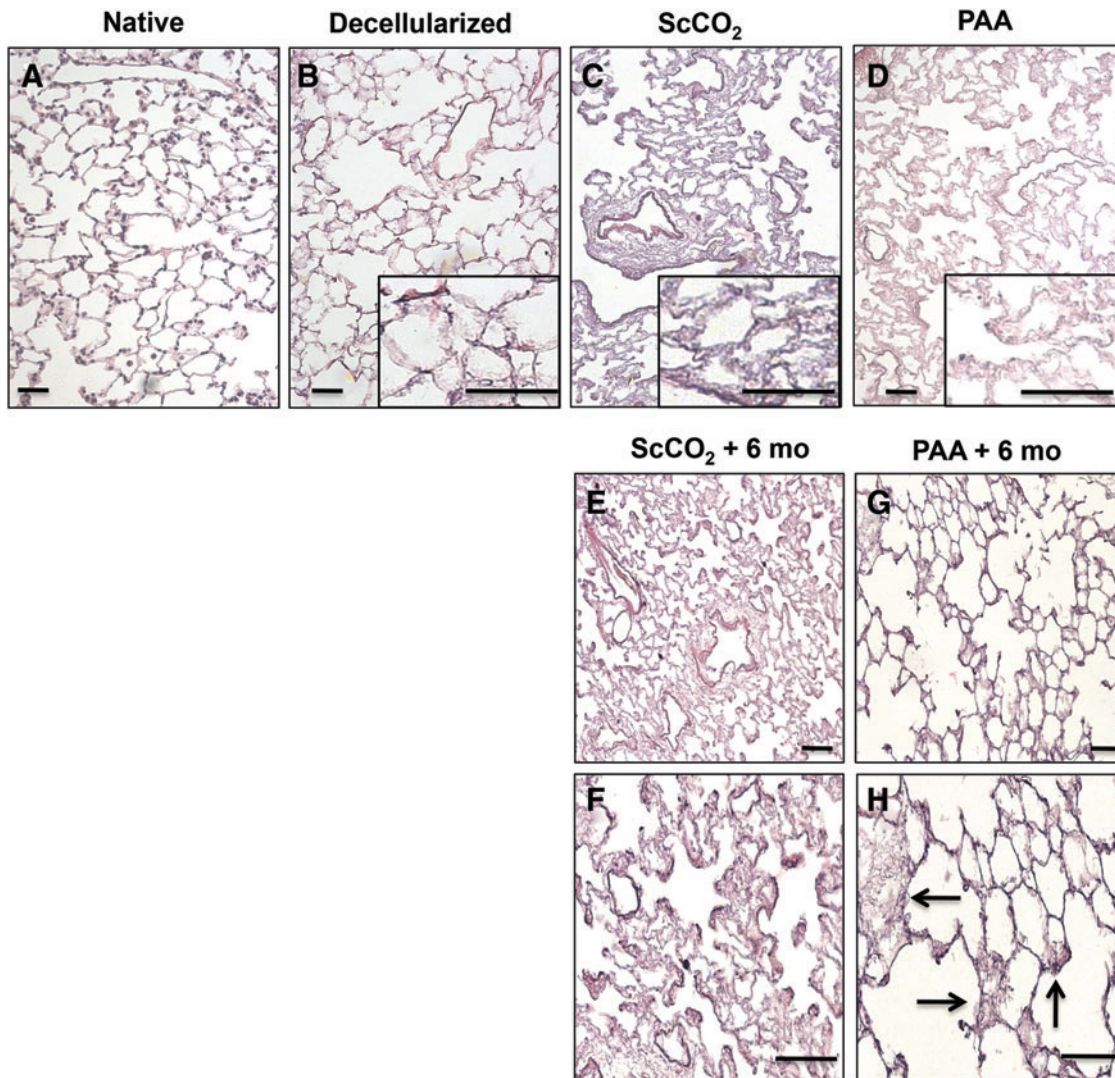 Native Decellularized ScCO₂ PAA
A B C D
ScCO₂ + 6 mo PAA + 6 mo
E G
F H